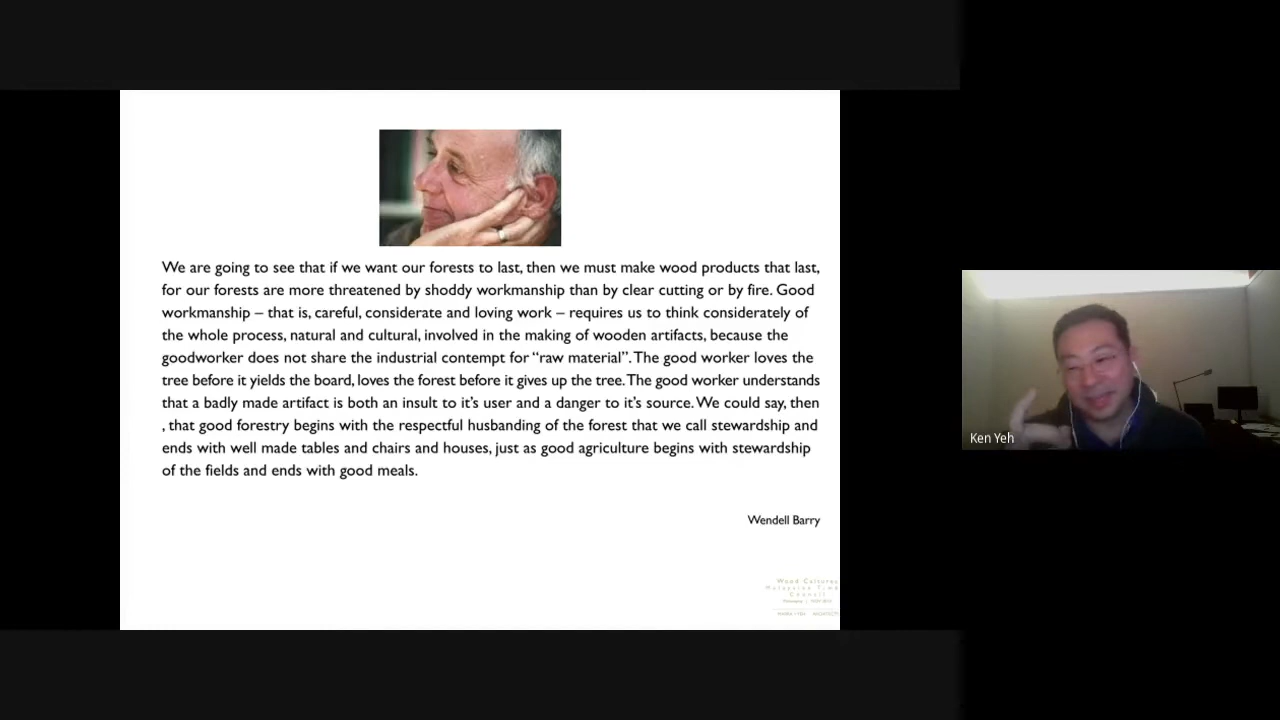 We are going to see that if we want our forests to last, then we must make wood products that last,
for our forests are more threatened by shoddy workmanship than by clear cutting or by fire. Good
workmanship – that is, careful, considerate and loving work – requires us to think considerately of
the whole process, natural and cultural, involved in the making of wooden artifacts, because the
goodworker does not share the industrial contempt for “raw material”. The good worker loves the
tree before it yields the board, loves the forest before it gives up the tree. The good worker understands
that a badly made artifact is both an insult to it’s user and a danger to it’s source. We could say, then
, that good forestry begins with the respectful husbanding of the forest that we call stewardship and
ends with well made tables and chairs and houses, just as good agriculture begins with stewardship
of the fields and ends with good meals.
Wendell Barry
Wood Cultures
Council
Ken Yeh